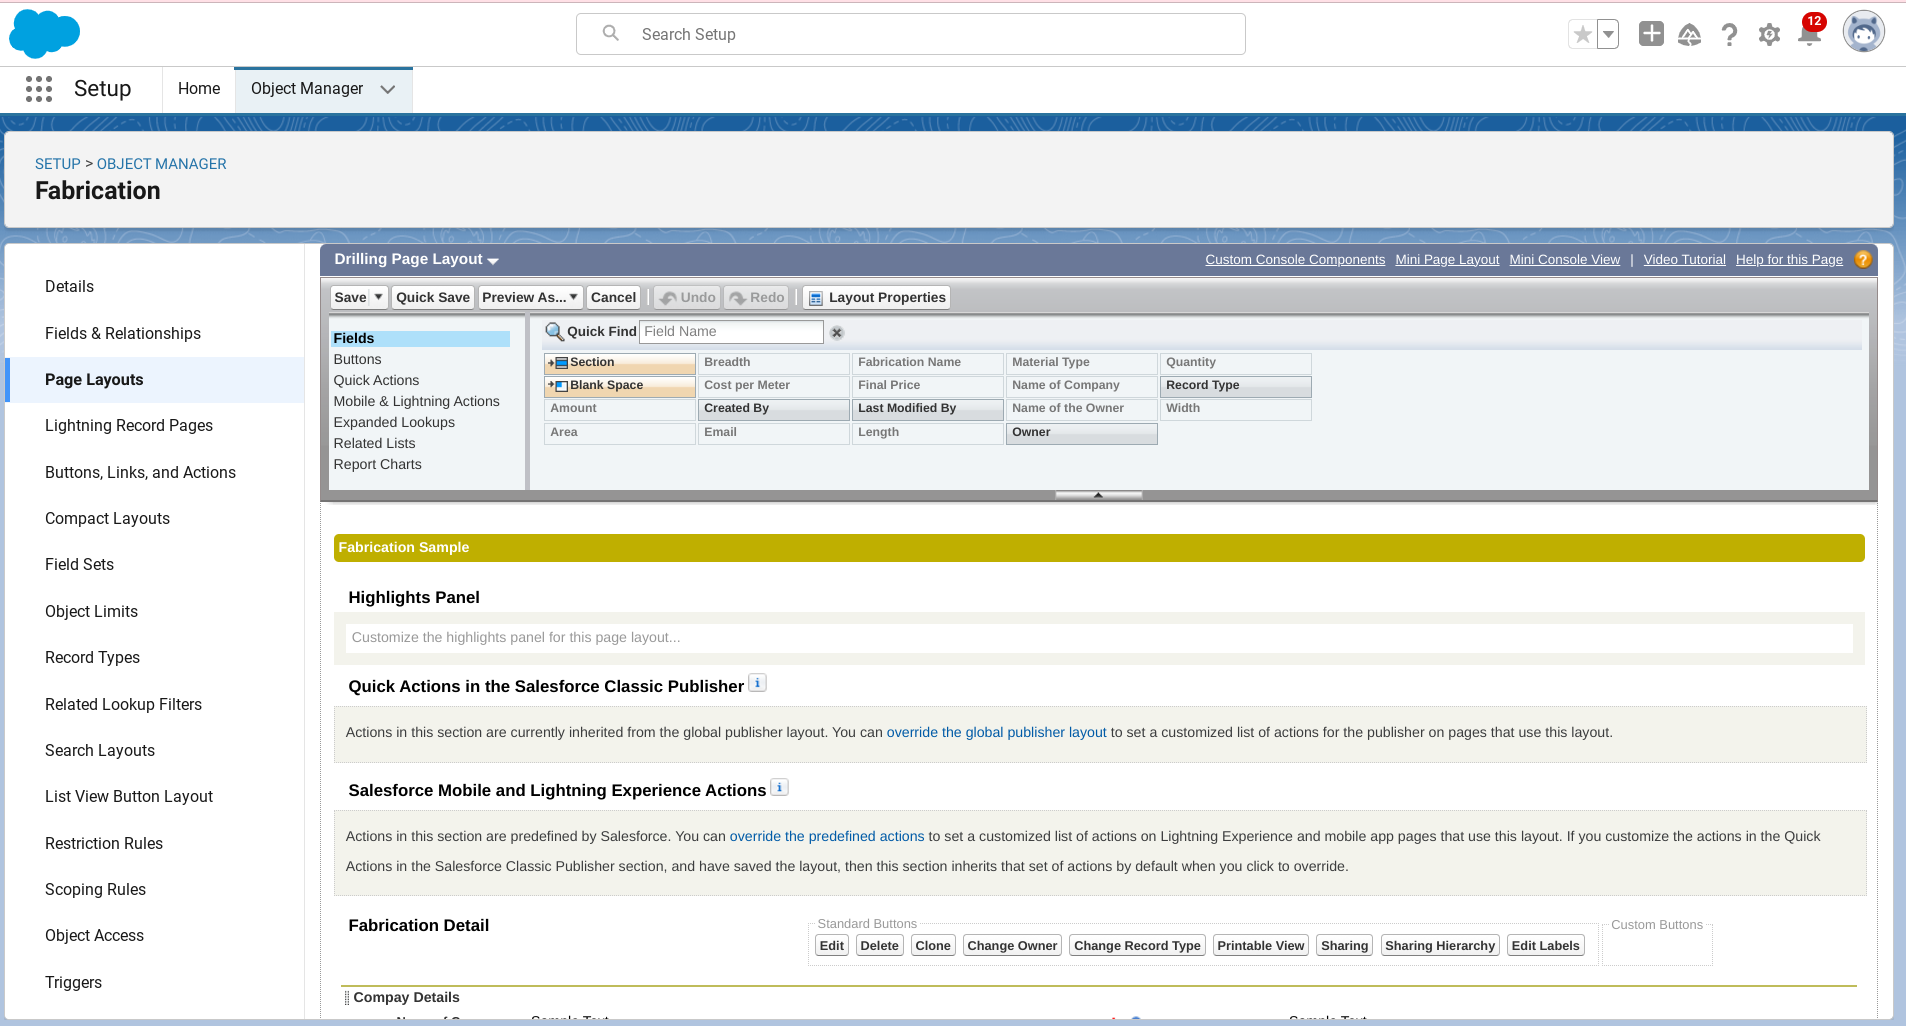 Search Setup
12
Setup
Home
Object Manager
SETUP > OBJECT MANAGER
Fabrication
Details
Fields & Relationships
Page Layouts
Lightning Record Pages
Buttons, Links, and Actions
Compact Layouts
Field Sets
Object Limits
Record Types
Related Lookup Filters
Search Layouts
List View Button Layout
Restriction Rules
Scoping Rules
Object Access
Triggers
Drilling Page Layout
Custom Console Components Mini Page Layout Mini Console View | Video Tutorial Help for this Page ?
Save Quick Save Preview As... Cancel Undo Redo Layout Properties
Fields
Buttons
Quick Actions
Mobile & Lightning Actions
Expanded Lookups
Related Lists
Report Charts
Quick Find Field Name
Section Breadth Fabrication Name Material Type Quantity
Blank Space Cost per Meter Final Price Name of Company Record Type
Amount Created By Last Modified By Name of the Owner Width
Area Email Length Owner
Fabrication Sample
Highlights Panel
Customize the highlights panel for this page layout...
Quick Actions in the Salesforce Classic Publisher i
Actions in this section are currently inherited from the global publisher layout. You can override the global publisher layout to set a customized list of actions for the publisher on pages that use this layout.
Salesforce Mobile and Lightning Experience Actions i
Actions in this section are predefined by Salesforce. You can override the predefined actions to set a customized list of actions on Lightning Experience and mobile app pages that use this layout. If you customize the actions in the Quick
Actions in the Salesforce Classic Publisher section, and have saved the layout, then this section inherits that set of actions by default when you click to override.
Fabrication Detail
Standard Buttons
Edit Delete Clone Change Owner Change Record Type Printable View Sharing Sharing Hierarchy Edit Labels
Custom Buttons
Compay Details
Sample Text Sample Text